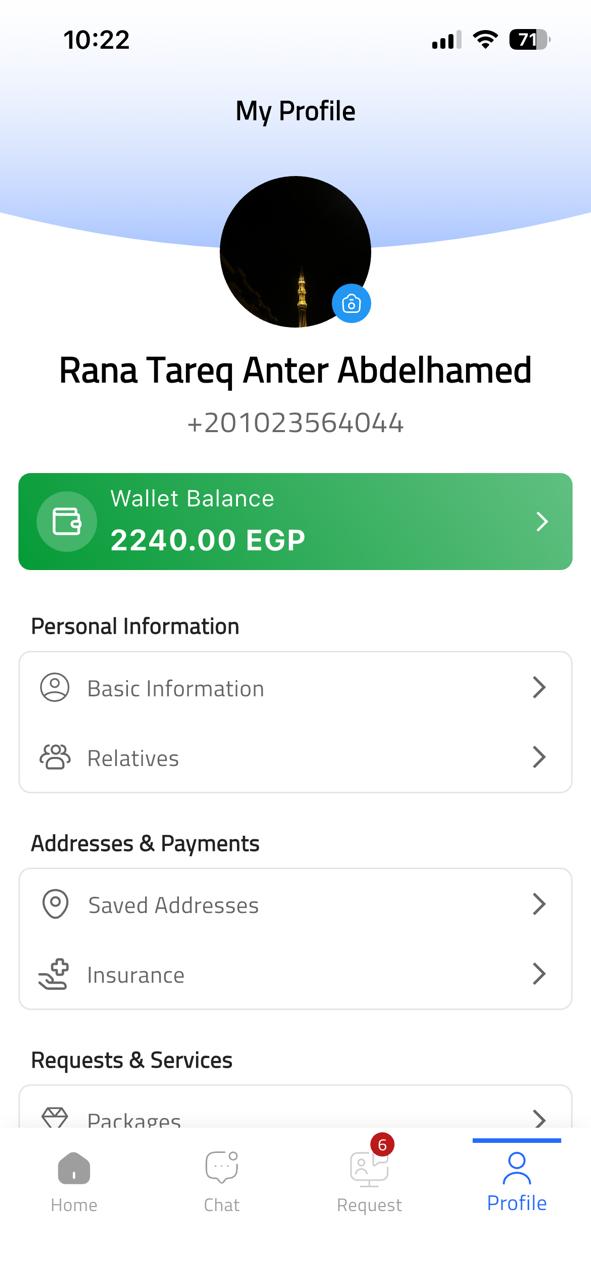 10:22
71
My Profile
Rana Tareq Anter Abdelhamed
+201023564044
Wallet Balance
2240.00 EGP
Personal Information
Basic Information
Relatives
Addresses & Payments
Saved Addresses
Insurance
Requests & Services
Packages
6
Home
Chat
Request
Profile